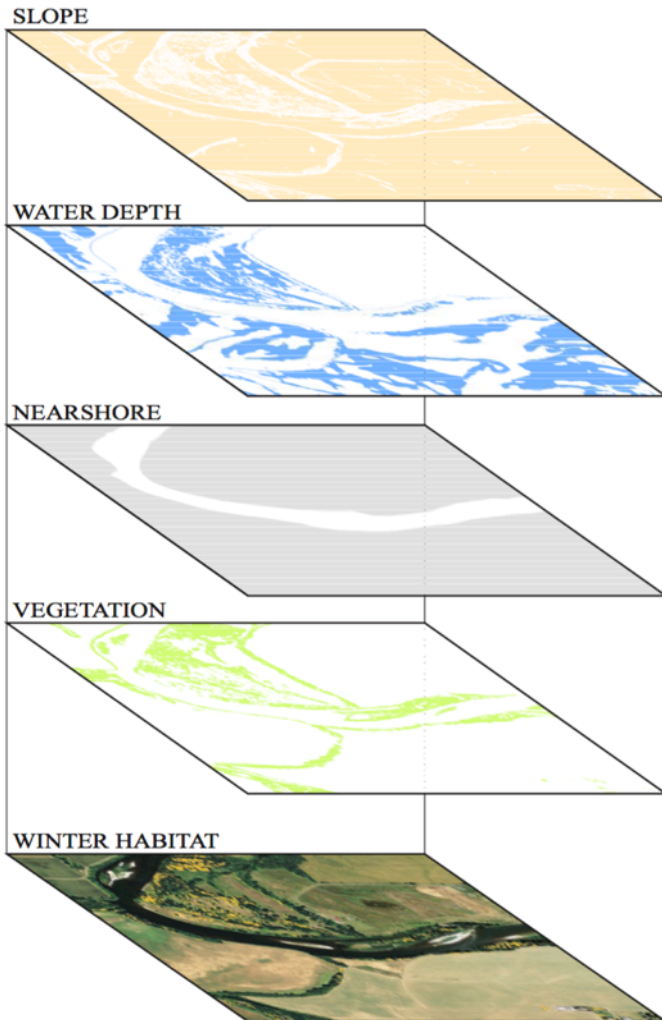 SLOPE
WATER DEPTH
NEARSHORE
VEGETATION
WINTER HABITAT